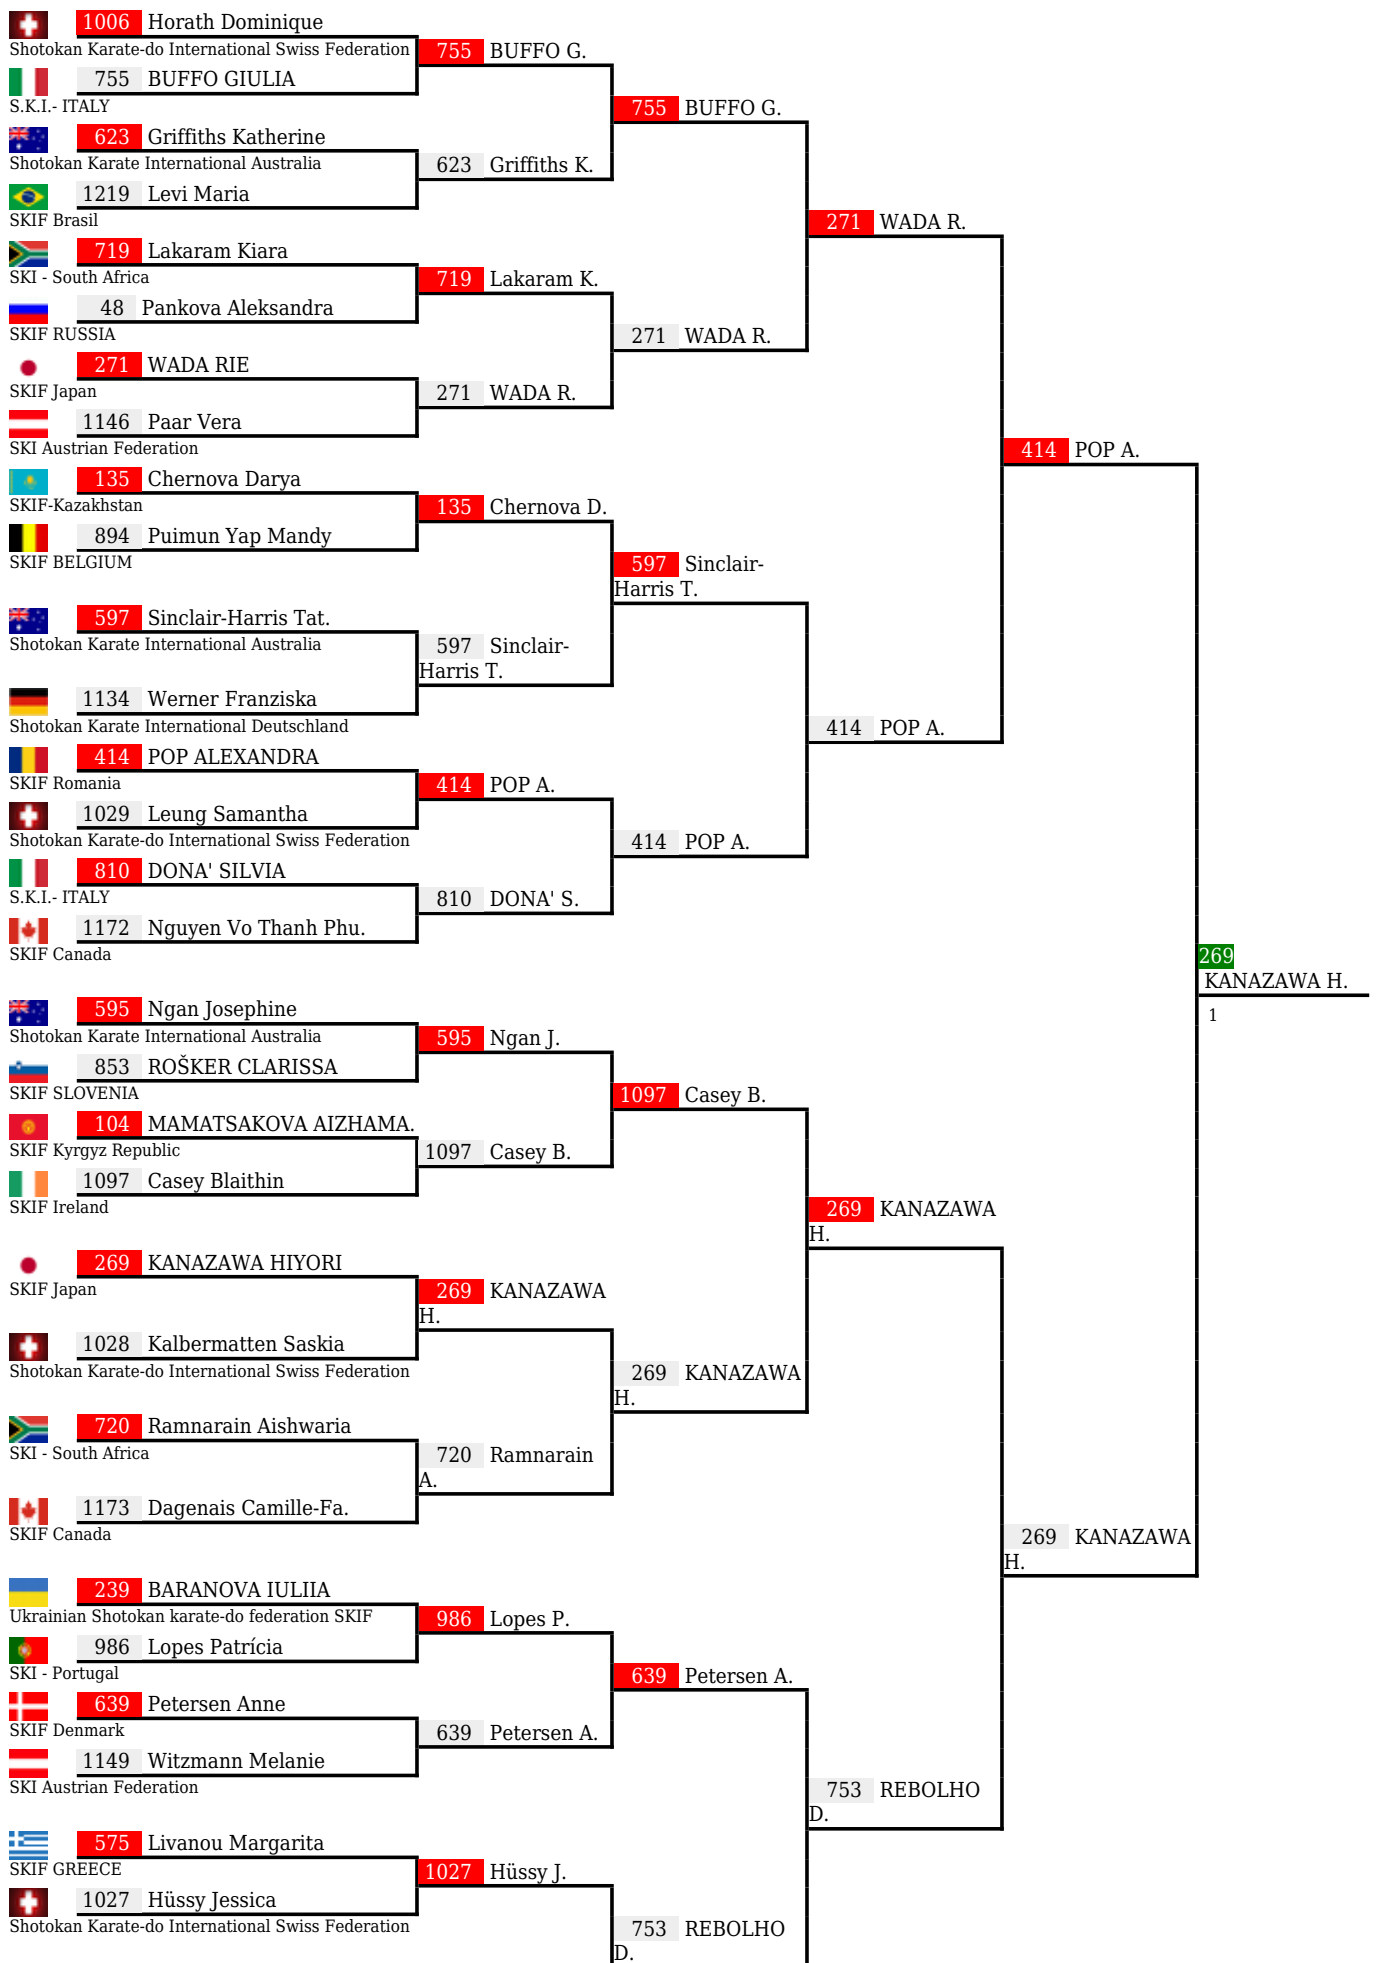 1006 Horath Dominique
Shotokan Karate-do International Swiss Federation
755 BUFFO G.
755 BUFFO GIULIA
S.K.I.- ITALY
755 BUFFO G.
623 Griffiths Katherine
Shotokan Karate International Australia
623 Griffiths K.
1219 Levi Maria
SKIF Brasil
271 WADA R.
719 Lakaram Kiara
SKI - South Africa
719 Lakaram K.
48 Pankova Aleksandra
SKIF RUSSIA
271 WADA R.
271 WADA RIE
SKIF Japan
271 WADA R.
1146 Paar Vera
SKI Austrian Federation
414 POP A.
135 Chernova Darya
SKIF-Kazakhstan
135 Chernova D.
894 Puimun Yap Mandy
SKIF BELGIUM
597 Sinclair-
Harris T.
597 Sinclair-Harris Tat.
Shotokan Karate International Australia
597 Sinclair-
Harris T.
1134 Werner Franziska
Shotokan Karate International Deutschland
414 POP A.
414 POP ALEXANDRA
SKIF Romania
414 POP A.
1029 Leung Samantha
Shotokan Karate-do International Swiss Federation
414 POP A.
810 DONA' SILVIA
S.K.I.- ITALY
810 DONA' S.
1172 Nguyen Vo Thanh Phu.
SKIF Canada
269
KANAZAWA H.
1
595 Ngan Josephine
Shotokan Karate International Australia
595 Ngan J.
853 ROŠKER CLARISSA
SKIF SLOVENIA
1097 Casey B.
104 MAMATSAKOVA AIZHAMA.
SKIF Kyrgyz Republic
1097 Casey B.
1097 Casey Blaithin
SKIF Ireland
269 KANAZAWA
H.
269 KANAZAWA HIYORI
SKIF Japan
269 KANAZAWA
H.
1028 Kalbermatten Saskia
Shotokan Karate-do International Swiss Federation
269 KANAZAWA
H.
720 Ramnarain Aishwaria
SKI - South Africa
720 Ramnarain
A.
1173 Dagenais Camille-Fa.
SKIF Canada
269 KANAZAWA
H.
239 BARANOVA IULIIA
Ukrainian Shotokan karate-do federation SKIF
986 Lopes P.
986 Lopes Patrícia
SKI - Portugal
639 Petersen A.
639 Petersen Anne
SKIF Denmark
639 Petersen A.
1149 Witzmann Melanie
SKI Austrian Federation
753 REBOLHO
D.
575 Livanou Margarita
SKIF GREECE
1027 Hüssy J.
1027 Hüssy Jessica
Shotokan Karate-do International Swiss Federation
753 REBOLHO
D.